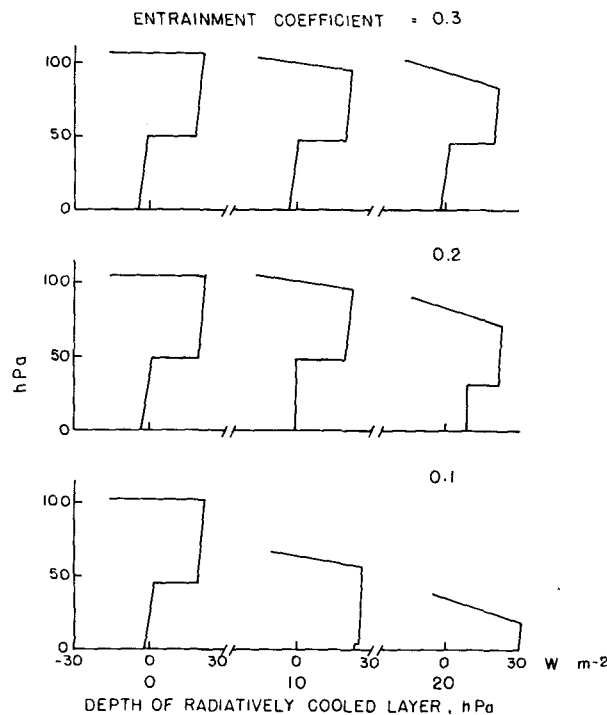 ENTRAINMENT COEFFICIENT = 0.3
100
50
0
0.2
100
50
0
hPa
0.1
100
50
0
-30 0 30 0 30 0 30 W m-2
0 10 20
DEPTH OF RADIATIVELY COOLED LAYER, hPa